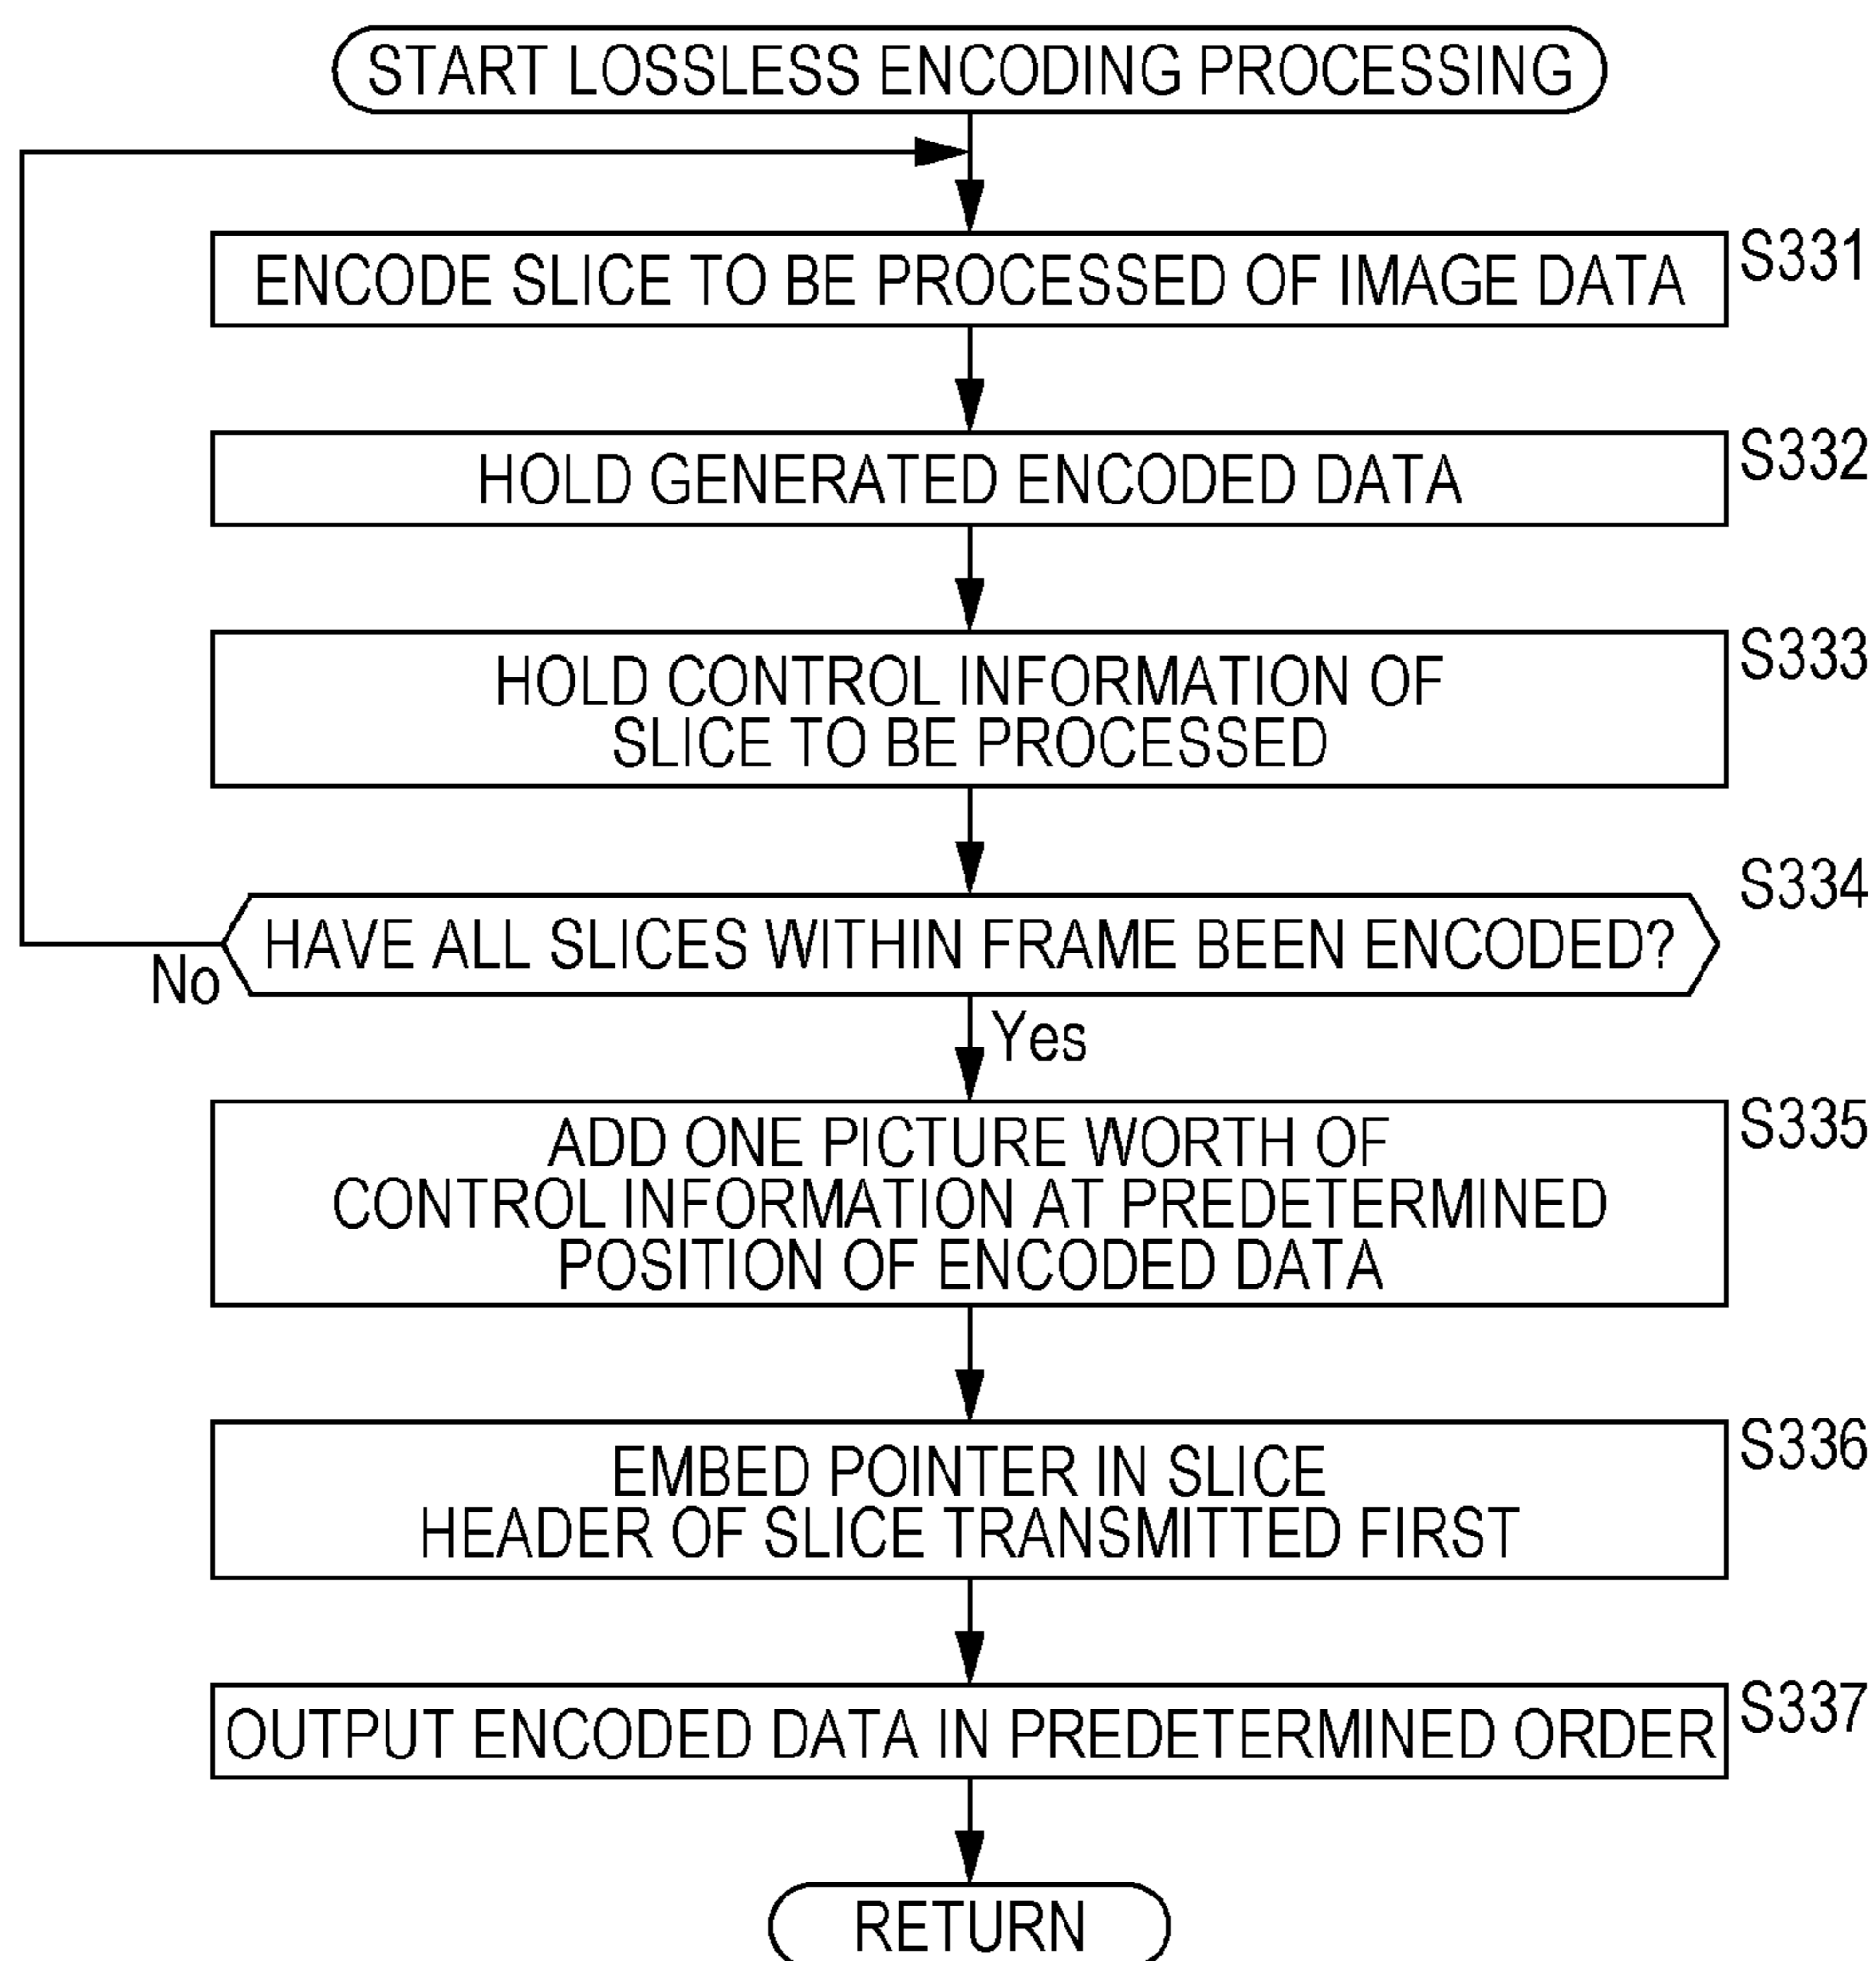 START LOSSLESS ENCODING PROCESSING
ENCODE SLICE TO BE PROCESSED OF IMAGE DATA
S331
HOLD GENERATED ENCODED DATA
S332
HOLD CONTROL INFORMATION OF
SLICE TO BE PROCESSED
S333
HAVE ALL SLICES WITHIN FRAME BEEN ENCODED?
S334
No
Yes
ADD ONE PICTURE WORTH OF
CONTROL INFORMATION AT PREDETERMINED
POSITION OF ENCODED DATA
S335
EMBED POINTER IN SLICE
HEADER OF SLICE TRANSMITTED FIRST
S336
OUTPUT ENCODED DATA IN PREDETERMINED ORDER
S337
RETURN